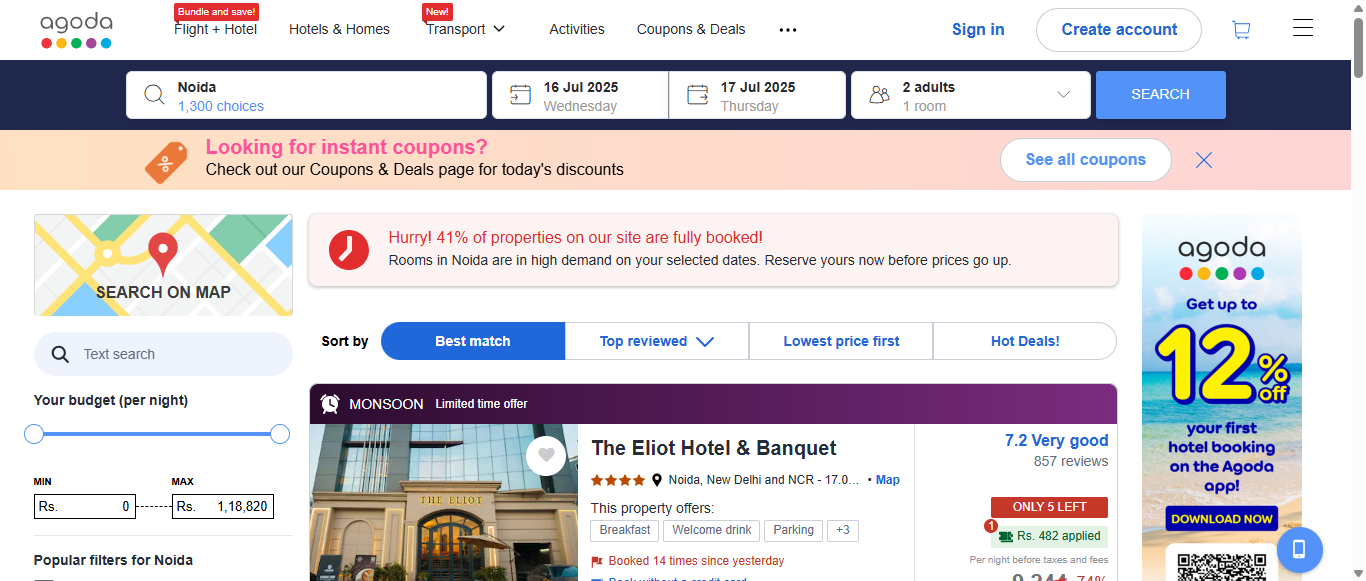 agoda
Bundle and save!
Flight + Hotel
Hotels & Homes
New!
Transport
Activities
Coupons & Deals
Sign in
Create account
Noida
1,300 choices
16 Jul 2025
Wednesday
17 Jul 2025
Thursday
2 adults
1 room
SEARCH
Looking for instant coupons?
Check out our Coupons & Deals page for today's discounts
See all coupons
SEARCH ON MAP
Text search
Your budget (per night)
MIN
MAX
Rs. 0
Rs. 1,18,820
Popular filters for Noida
Hurry! 41% of properties on our site are fully booked!
Rooms in Noida are in high demand on your selected dates. Reserve yours now before prices go up.
Sort by
Best match
Top reviewed
Lowest price first
Hot Deals!
MONSOON Limited time offer
THE ELIOT
The Eliot Hotel & Banquet
Noida, New Delhi and NCR - 17.0... • Map
This property offers:
Breakfast
Welcome drink
Parking
+3
Booked 14 times since yesterday
Book without a credit card
7.2 Very good
857 reviews
ONLY 5 LEFT
1
Rs. 482 applied
Per night before taxes and fees
-74%
agoda
Get up to
12%
off
your first
hotel booking
on the Agoda
app!
DOWNLOAD NOW